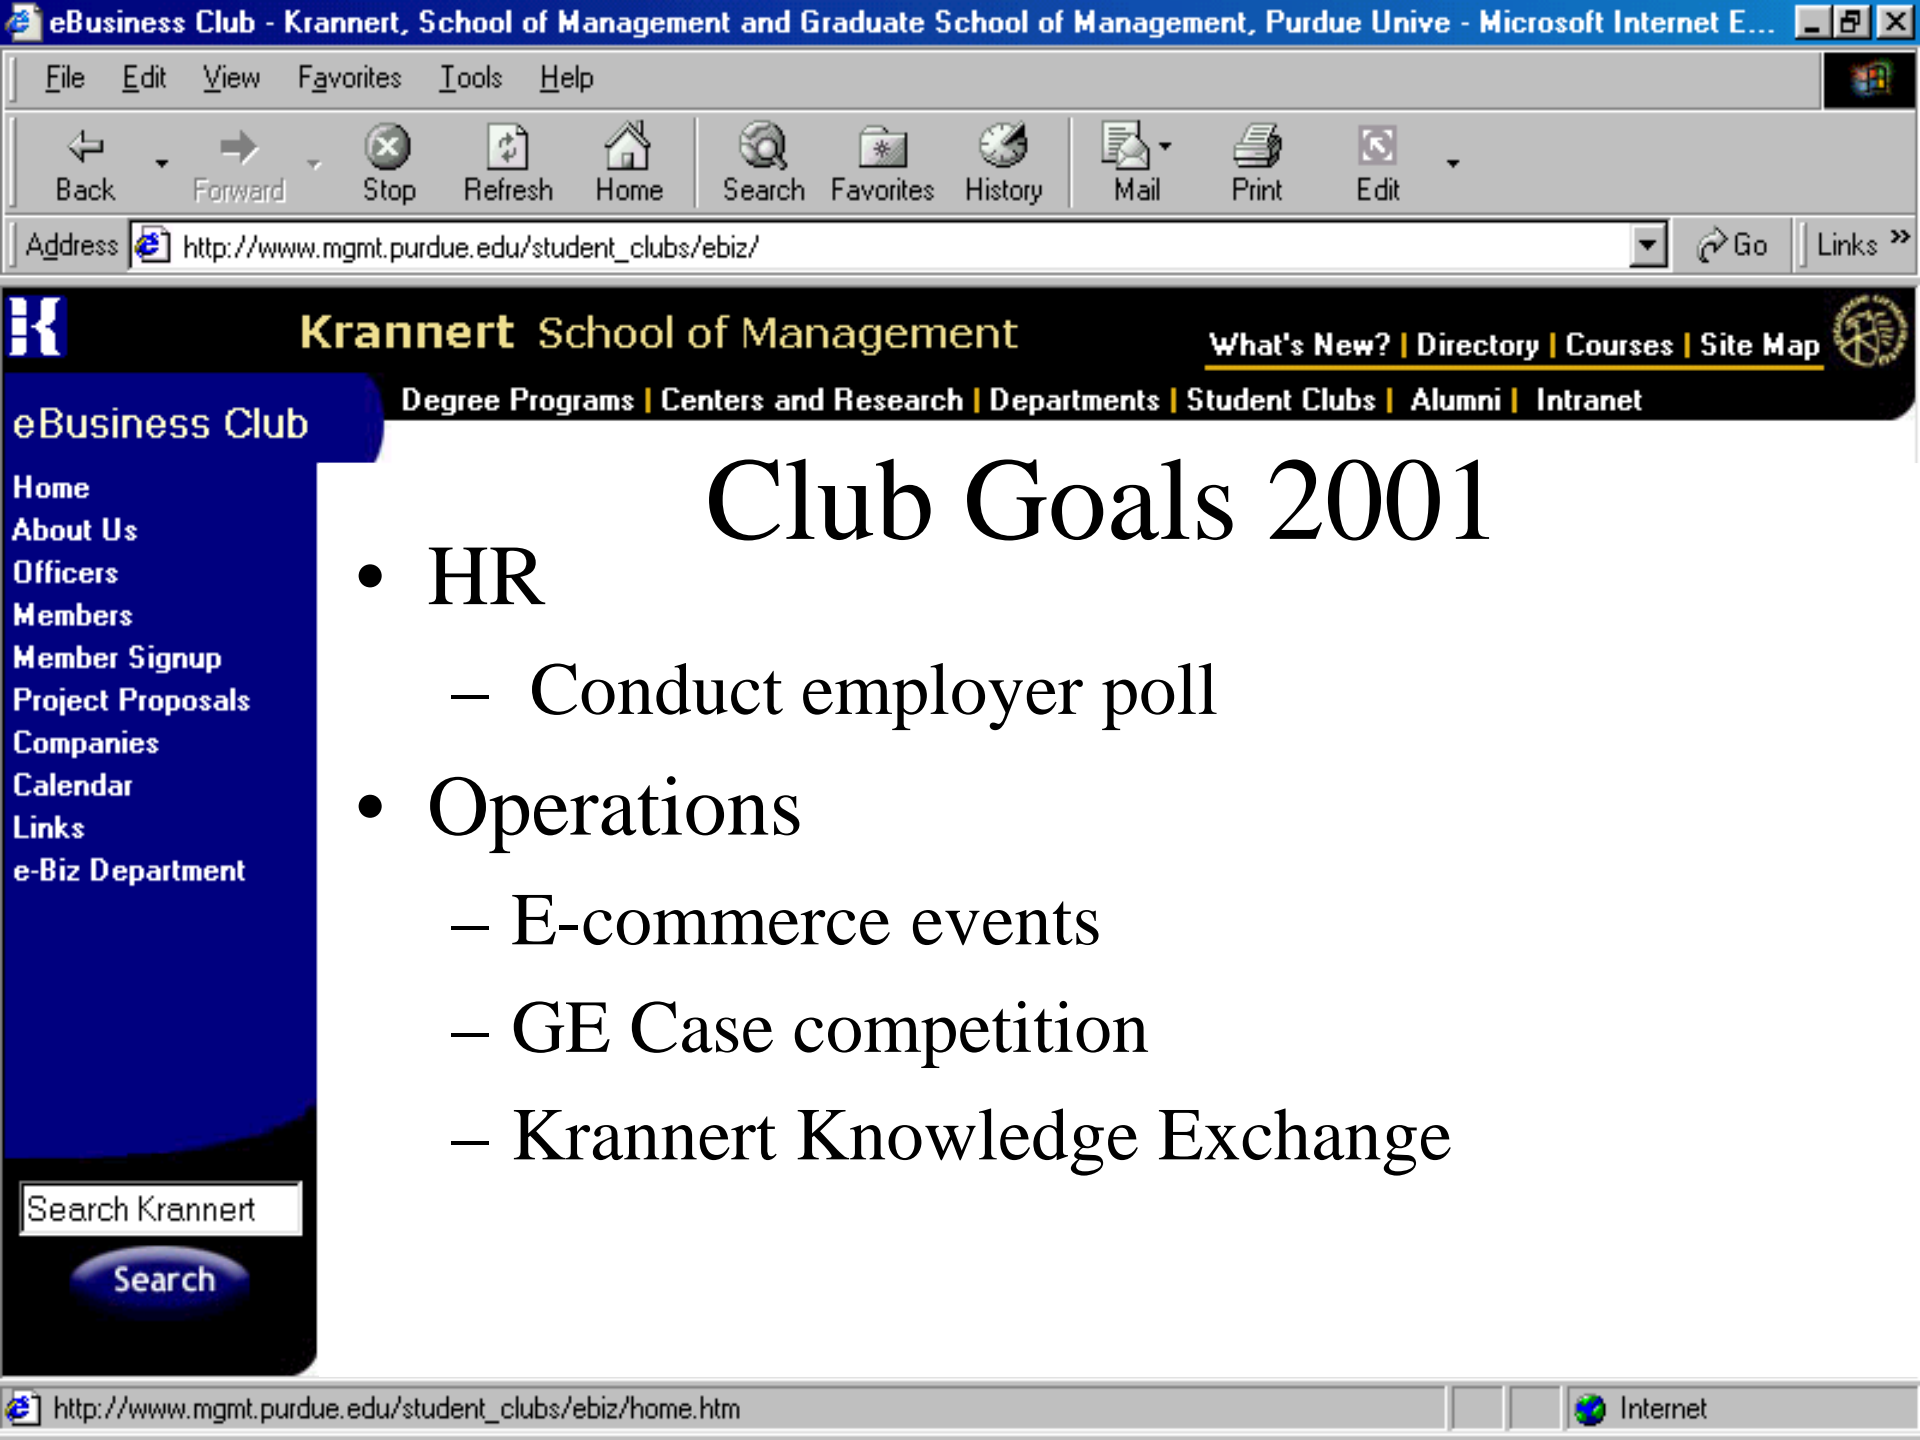 eBusiness Club - Krannert, School of Management and Graduate School of Management, Purdue Unive - Microsoft Internet E...
File Edit View Favorites Tools Help
Back Forward Stop Refresh Home Search Favorites History Mail Print Edit
Address http://www.mgmt.purdue.edu/student_clubs/ebiz/ Go Links »
Krannert School of Management
What's New? | Directory | Courses | Site Map
Degree Programs | Centers and Research | Departments | Student Clubs | Alumni | Intranet
eBusiness Club
Home
About Us
Officers
Members
Member Signup
Project Proposals
Companies
Calendar
Links
e-Biz Department
Search Krannert
Search
Club Goals 2001
• HR
– Conduct employer poll
• Operations
– E-commerce events
– GE Case competition
– Krannert Knowledge Exchange
http://www.mgmt.purdue.edu/student_clubs/ebiz/home.htm Internet